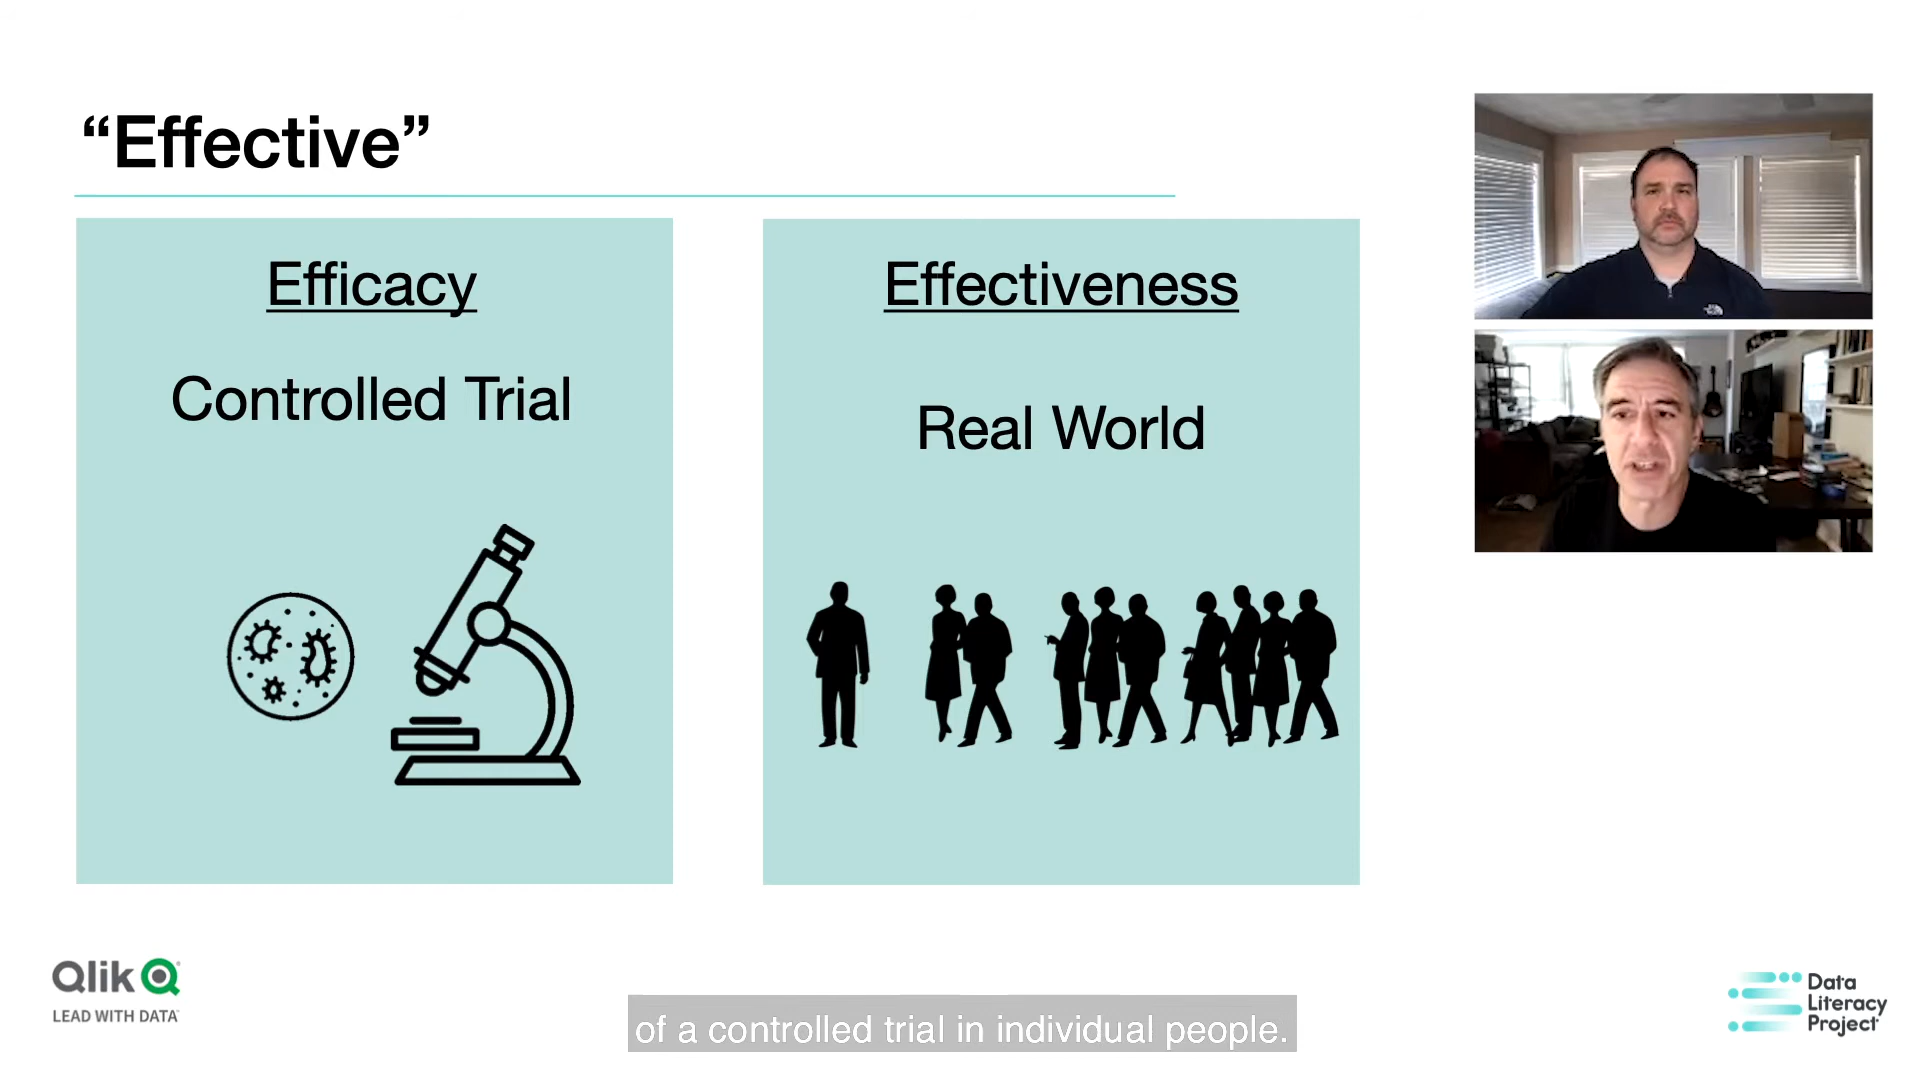 “Effective”
Efficacy
Controlled Trial
Effectiveness
Real World
Qlik
LEAD WITH DATA
of a controlled trial in individual people.
Data
Literacy
Project